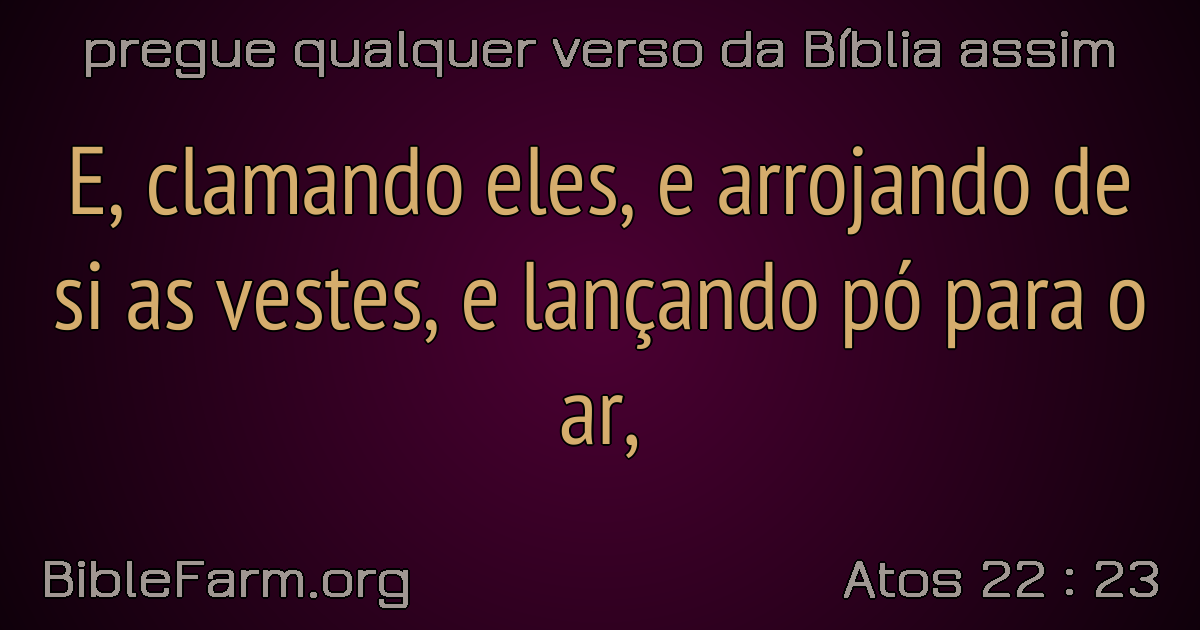 pregue qualquer verso da Bíblia assim
E, clamando eles, e arrojando de
si as vestes, e lançando pó para o
ar,
BibleFarm.org
Atos 22 : 23